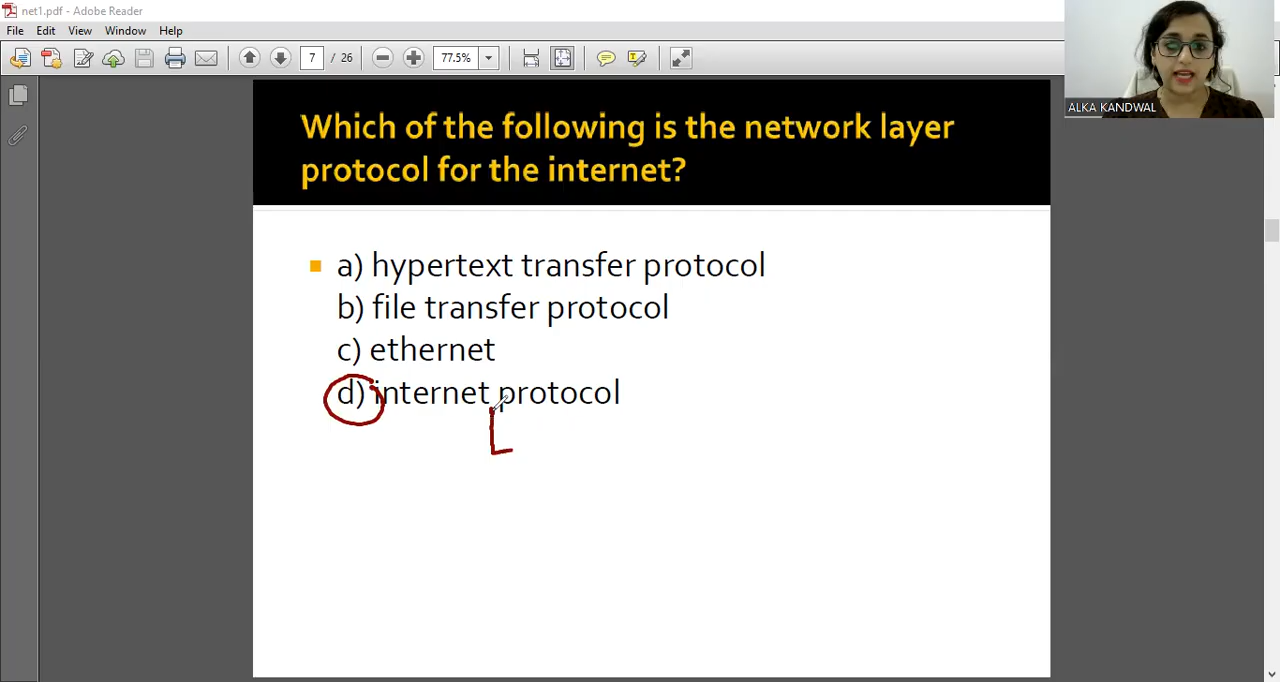 net1.pdf - Adobe Reader
File Edit View Window Help
7 / 26 77.5%
ALKA KANDWAL
Which of the following is the network layer
protocol for the internet?
a) hypertext transfer protocol
b) file transfer protocol
c) ethernet
d) internet protocol